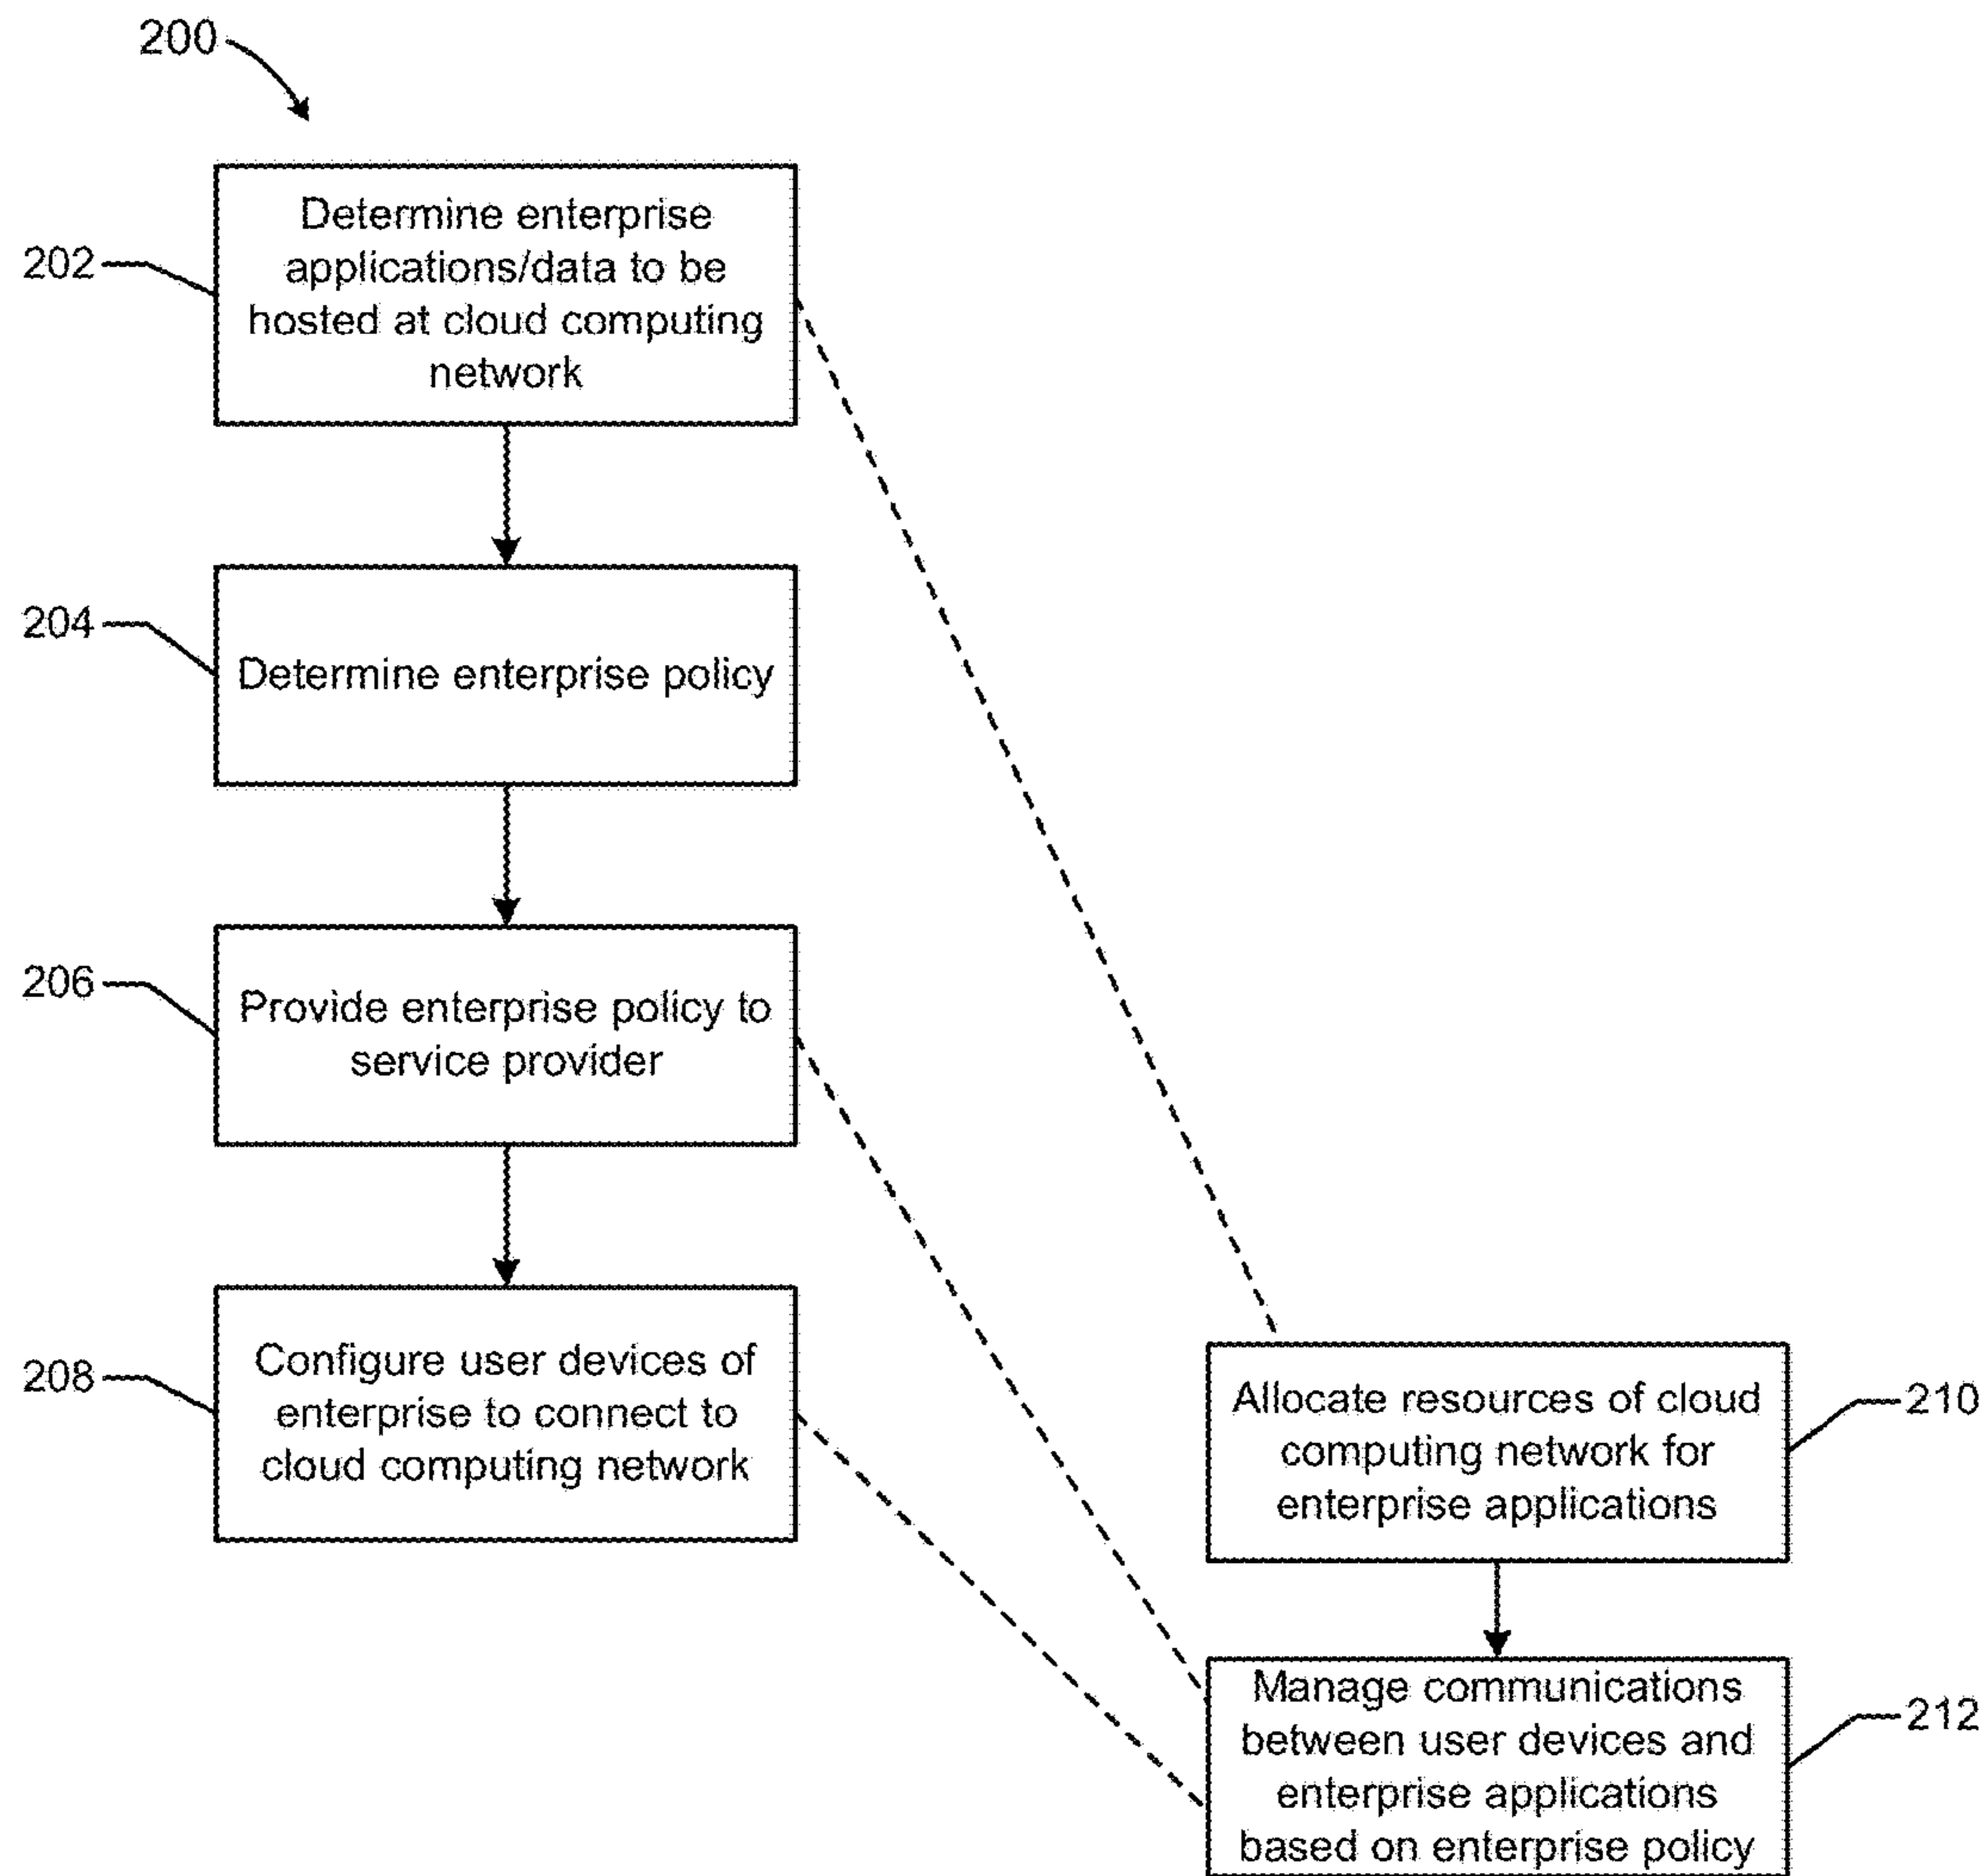 200
202
Determine enterprise
applications/data to be
hosted at cloud computing
network
204
Determine enterprise policy
206
Provide enterprise policy to
service provider
208
Configure user devices of
enterprise to connect to
cloud computing network
Allocate resources of cloud
computing network for
enterprise applications
210
Manage communications
between user devices and
enterprise applications
based on enterprise policy
212